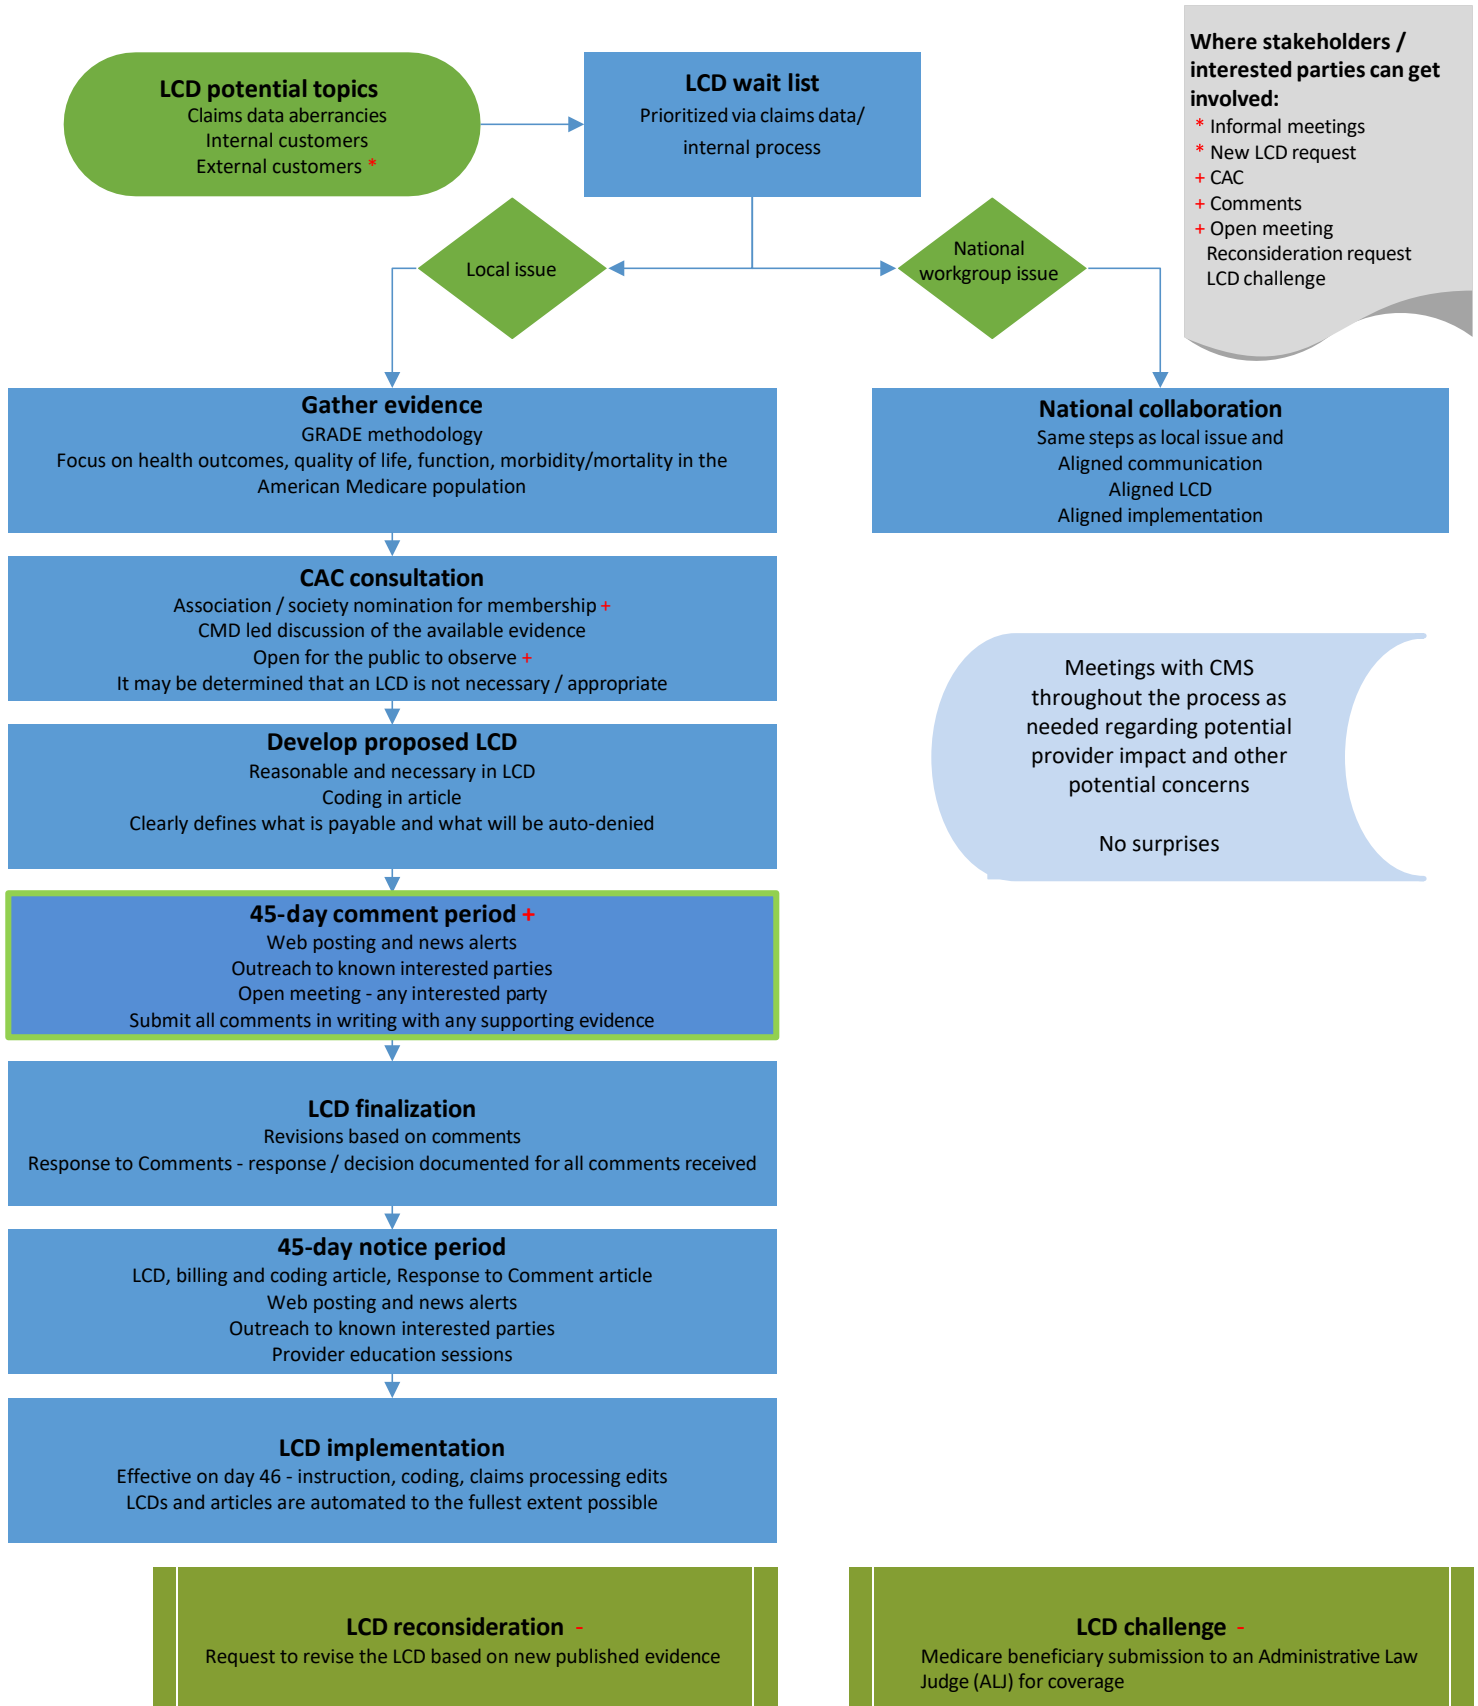 LCD potential topics
Claims data aberrancies
Internal customers
External customers *
LCD wait list
Prioritized via claims data/
internal process
Where stakeholders /
interested parties can get
involved:
* Informal meetings
* New LCD request
+ CAC
+ Comments
+ Open meeting
Reconsideration request
LCD challenge
Local issue
National
workgroup issue
Gather evidence
GRADE methodology
Focus on health outcomes, quality of life, function, morbidity/mortality in the
American Medicare population
National collaboration
Same steps as local issue and
Aligned communication
Aligned LCD
Aligned implementation
CAC consultation
Association / society nomination for membership +
CMD led discussion of the available evidence
Open for the public to observe +
It may be determined that an LCD is not necessary / appropriate
Meetings with CMS
throughout the process as
needed regarding potential
provider impact and other
potential concerns
No surprises
Develop proposed LCD
Reasonable and necessary in LCD
Coding in article
Clearly defines what is payable and what will be auto-denied
45-day comment period +
Web posting and news alerts
Outreach to known interested parties
Open meeting - any interested party
Submit all comments in writing with any supporting evidence
LCD finalization
Revisions based on comments
Response to Comments - response / decision documented for all comments received
45-day notice period
LCD, billing and coding article, Response to Comment article
Web posting and news alerts
Outreach to known interested parties
Provider education sessions
LCD implementation
Effective on day 46 - instruction, coding, claims processing edits
LCDs and articles are automated to the fullest extent possible
LCD reconsideration -
Request to revise the LCD based on new published evidence
LCD challenge -
Medicare beneficiary submission to an Administrative Law
Judge (ALJ) for coverage